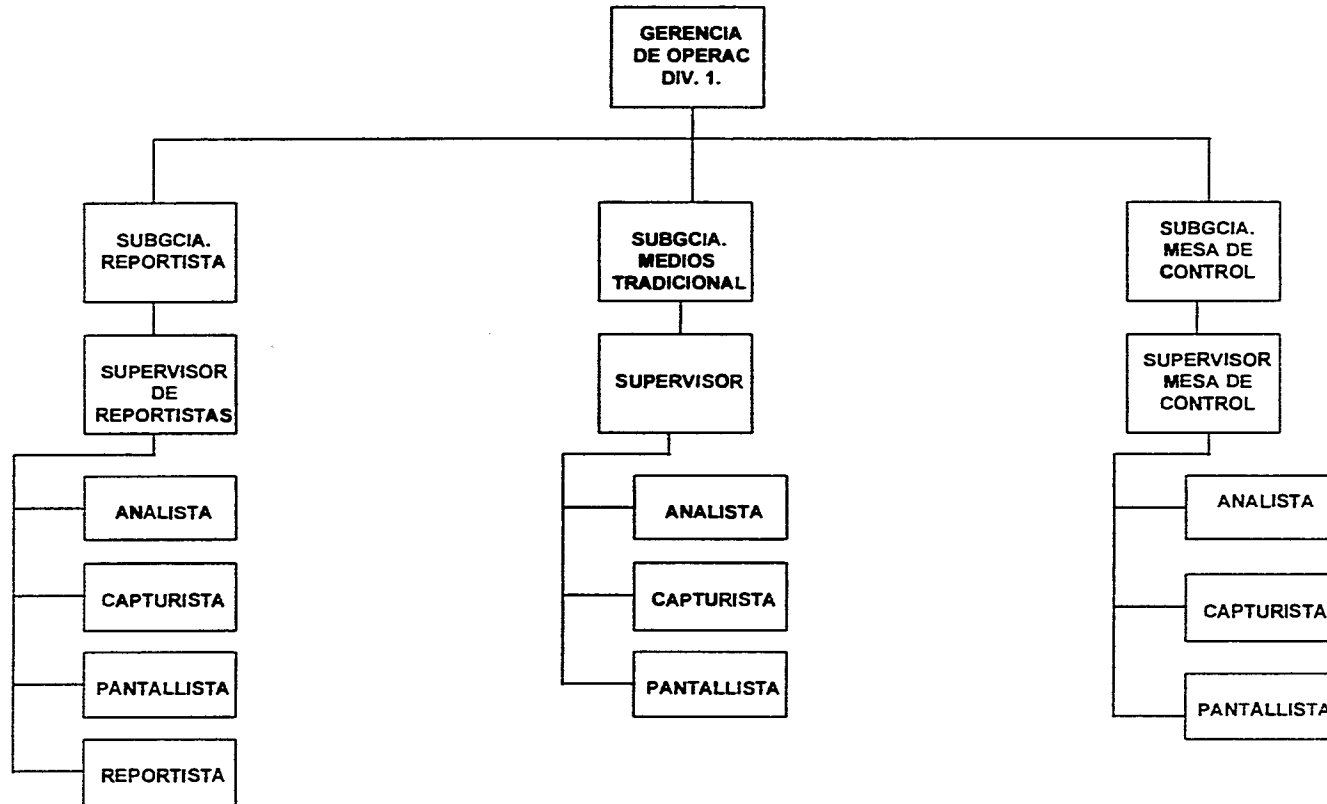 GERENCIA
DE OPERAC
DIV. 1.
SUBGCIA.
REPORTISTA
SUPERVISOR
DE
REPORTISTAS
ANALISTA
CAPTURISTA
PANTALLISTA
REPORTISTA
SUBGCIA.
MEDIOS
TRADICIONAL
SUPERVISOR
ANALISTA
CAPTURISTA
PANTALLISTA
SUBGCIA.
MESA DE
CONTROL
SUPERVISOR
MESA DE
CONTROL
ANALISTA
CAPTURISTA
PANTALLISTA